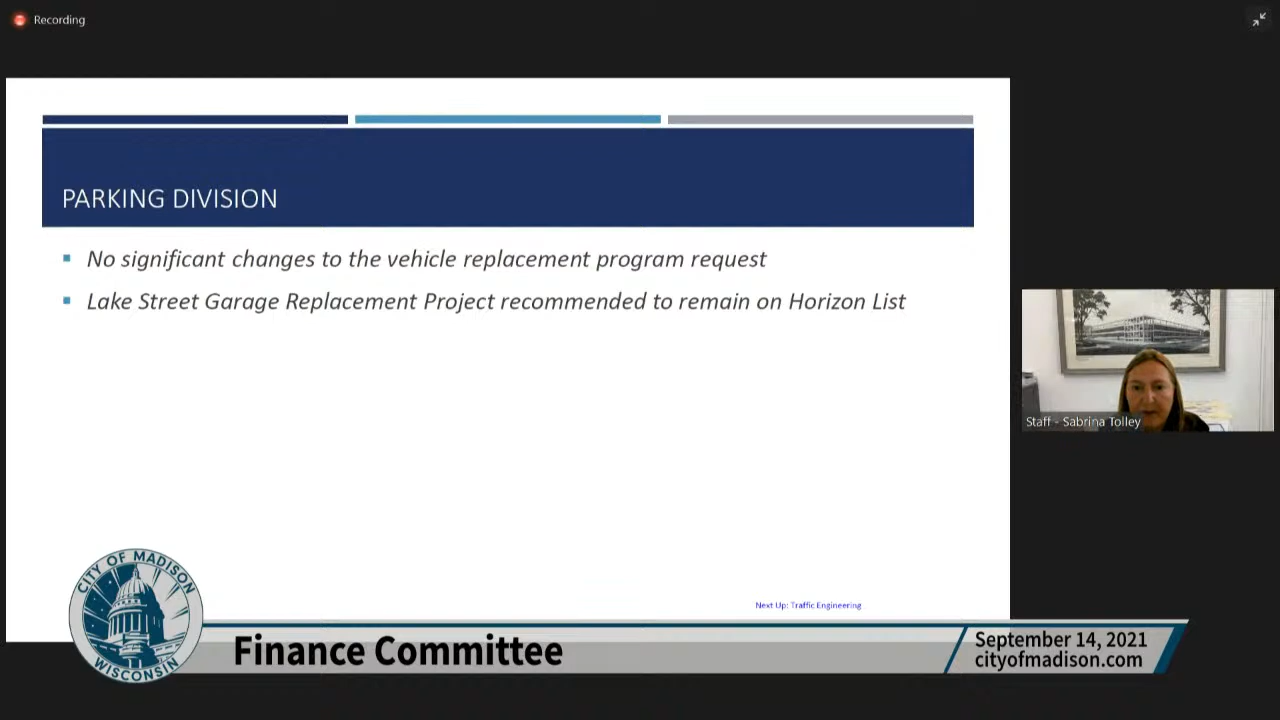 Recording
PARKING DIVISION
No significant changes to the vehicle replacement program request
Lake Street Garage Replacement Project recommended to remain on Horizon List
Staff - Sabrina Tolley
Next Up: Traffic Engineering
CITY OF MADISON
WISCONSIN
Finance Committee
September 14, 2021
cityofmadison.com